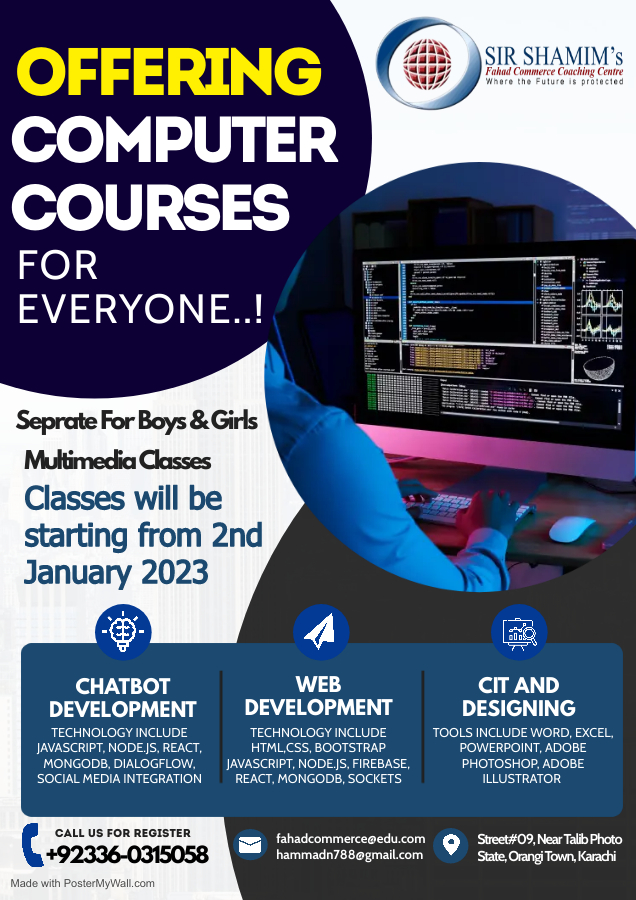 OFFERING
COMPUTER
COURSES
FOR
EVERYONE..!
SIR SHAMIM's
Fahad Commerce Coaching Centre
Where the Future is protected
Seprate For Boys & Girls
Multimedia Classes
Classes will be
starting from 2nd
January 2023
CHATBOT
DEVELOPMENT
TECHNOLOGY INCLUDE
JAVASCRIPT, NODE.JS, REACT,
MONGODB, DIALOGFLOW,
SOCIAL MEDIA INTEGRATION
WEB
DEVELOPMENT
TECHNOLOGY INCLUDE
HTML,CSS, BOOTSTRAP
JAVASCRIPT, NODE.JS, FIREBASE,
REACT, MONGODB, SOCKETS
CIT AND
DESIGNING
TOOLS INCLUDE WORD, EXCEL,
POWERPOINT, ADOBE
PHOTOSHOP, ADOBE
ILLUSTRATOR
CALL US FOR REGISTER
+92336-0315058
fahadcommerce@edu.com
hammadn788@gmail.com
Street#09, Near Talib Photo
State, Orangi Town, Karachi
Made with PosterMyWall.com